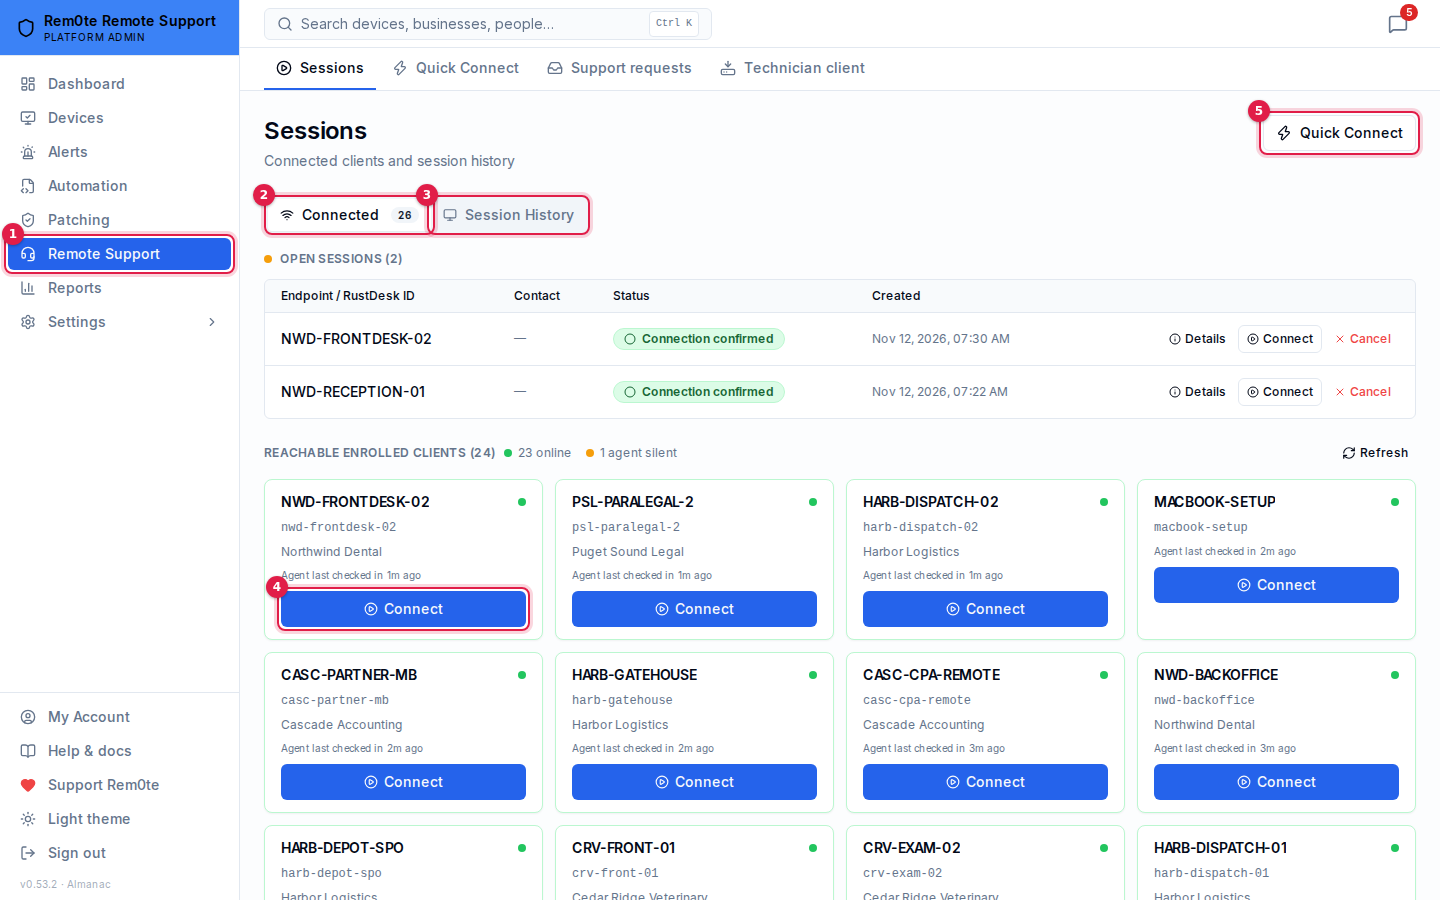 Rem0te Remote Support
PLATFORM ADMIN
Search devices, businesses, people…
Ctrl K
5
Dashboard
Devices
Alerts
Automation
Patching
1
Remote Support
Reports
Settings
My Account
Help & docs
Support Rem0te
Light theme
Sign out
v0.53.2 · Almanac
Sessions
Quick Connect
Support requests
Technician client
Sessions
Connected clients and session history
5
Quick Connect
2
Connected 26
3
Session History
OPEN SESSIONS (2)
Endpoint / RustDesk ID Contact Status Created
NWD-FRONTDESK-02 — Connection confirmed Nov 12, 2026, 07:30 AM Details Connect Cancel
NWD-RECEPTION-01 — Connection confirmed Nov 12, 2026, 07:22 AM Details Connect Cancel
REACHABLE ENROLLED CLIENTS (24) 23 online 1 agent silent Refresh
NWD-FRONTDESK-02
nwd-frontdesk-02
Northwind Dental
Agent last checked in 1m ago
4
Connect
PSL-PARALEGAL-2
psl-paralegal-2
Puget Sound Legal
Agent last checked in 1m ago
Connect
HARB-DISPATCH-02
harb-dispatch-02
Harbor Logistics
Agent last checked in 1m ago
Connect
MACBOOK-SETUP
macbook-setup
Agent last checked in 2m ago
Connect
CASC-PARTNER-MB
casc-partner-mb
Cascade Accounting
Agent last checked in 2m ago
Connect
HARB-GATEHOUSE
harb-gatehouse
Harbor Logistics
Agent last checked in 2m ago
Connect
CASC-CPA-REMOTE
casc-cpa-remote
Cascade Accounting
Agent last checked in 3m ago
Connect
NWD-BACKOFFICE
nwd-backoffice
Northwind Dental
Agent last checked in 3m ago
Connect
HARB-DEPOT-SPO
harb-depot-spo
Harbor Logistics
CRV-FRONT-01
crv-front-01
Cedar Ridge Veterinary
CRV-EXAM-02
crv-exam-02
Cedar Ridge Veterinary
HARB-DISPATCH-01
harb-dispatch-01
Harbor Logistics